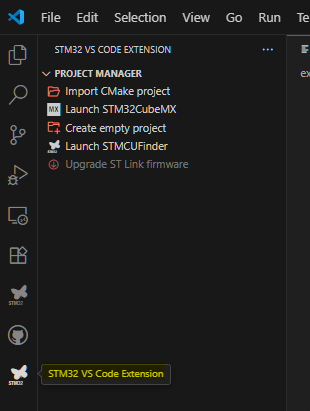 File Edit Selection View Go Run Te
STM32 VS CODE EXTENSION
PROJECT MANAGER
Import CMake project
MX Launch STM32CubeMX
Create empty project
STM32 Launch STMCUFinder
Upgrade ST Link firmware
ex
STM32
STM32
STM32 VS Code Extension